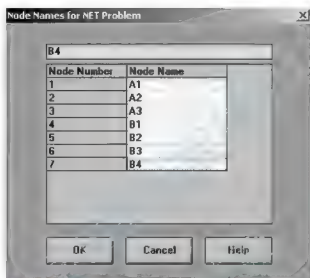 Node Names for NET Problem
B4
Node Number Node Name
1 A1
2 A2
3 A3
4 B1
5 B2
6 B3
7 B4
OK Cancel Help